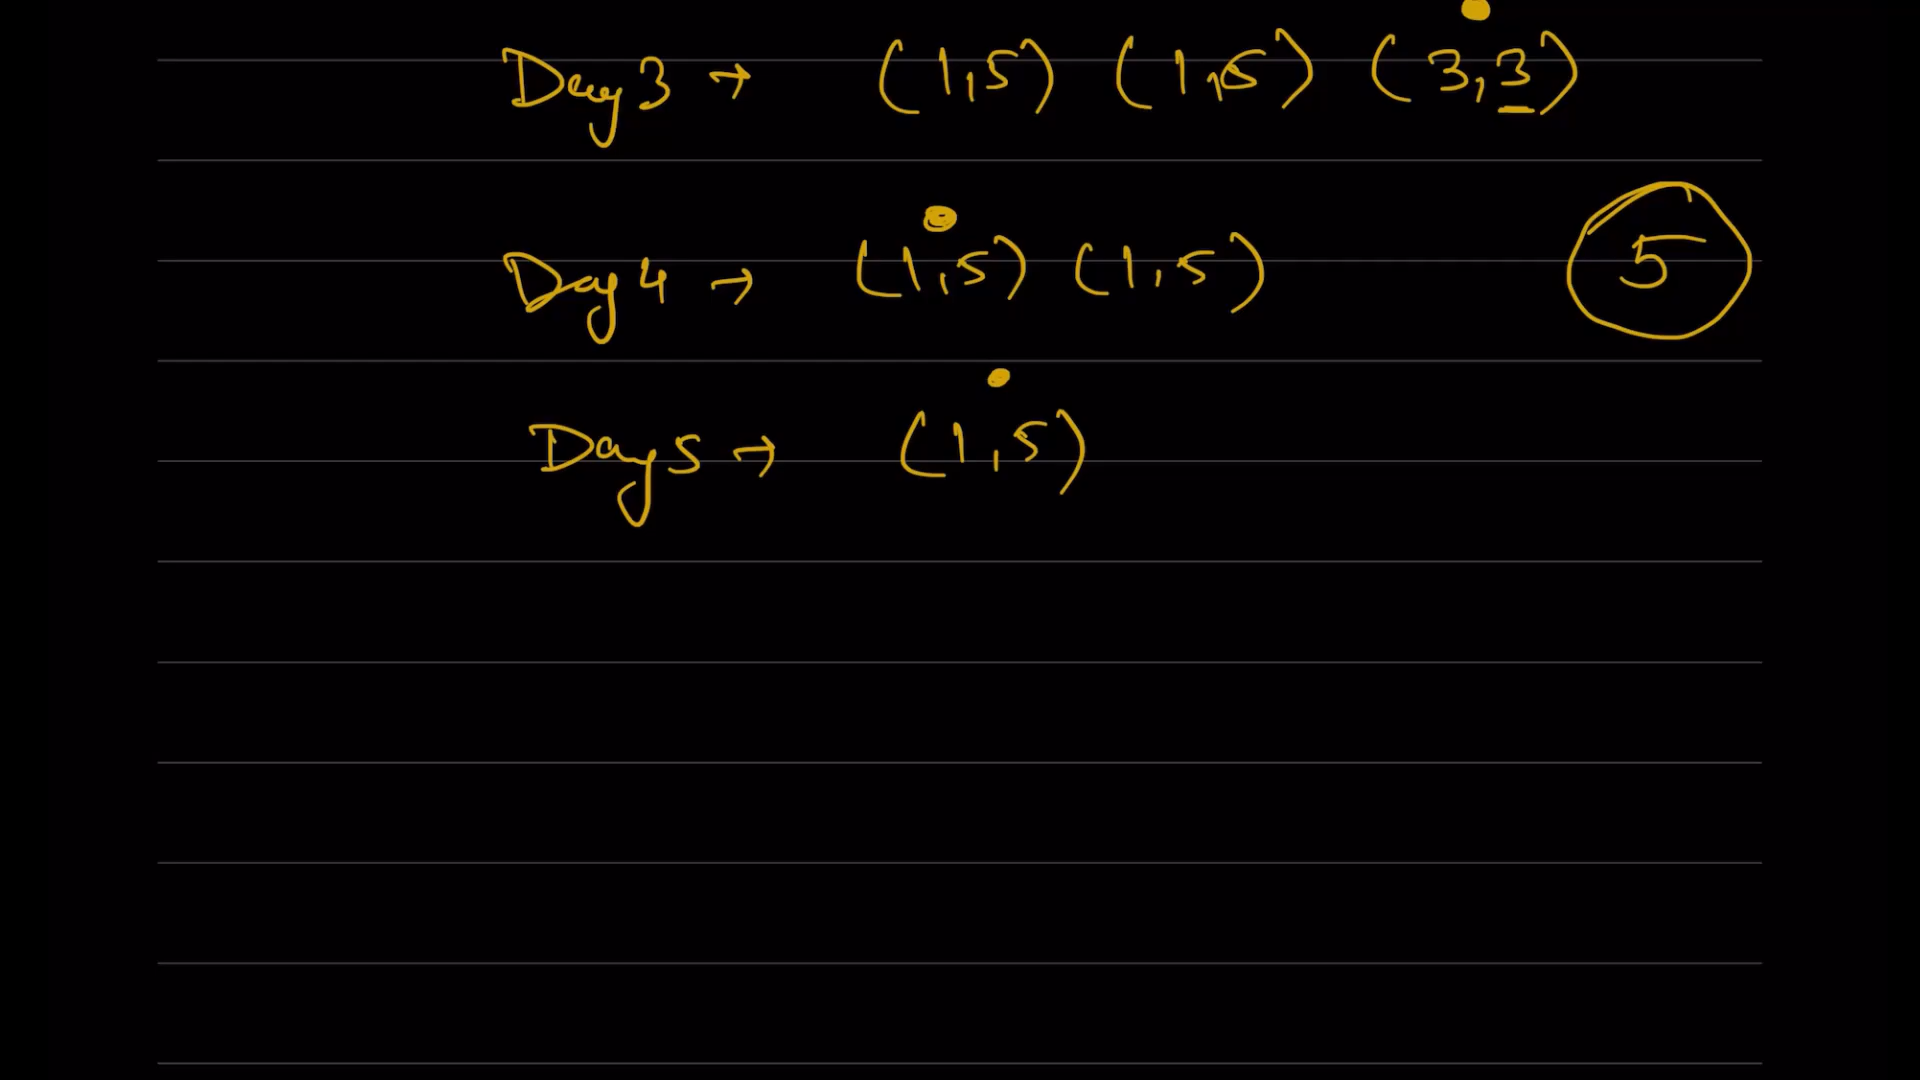 Day 3 → (1,5) (1,5) (3,3)
Day 4 → (1,5) (1,5)
5
Day 5 → (1,5)